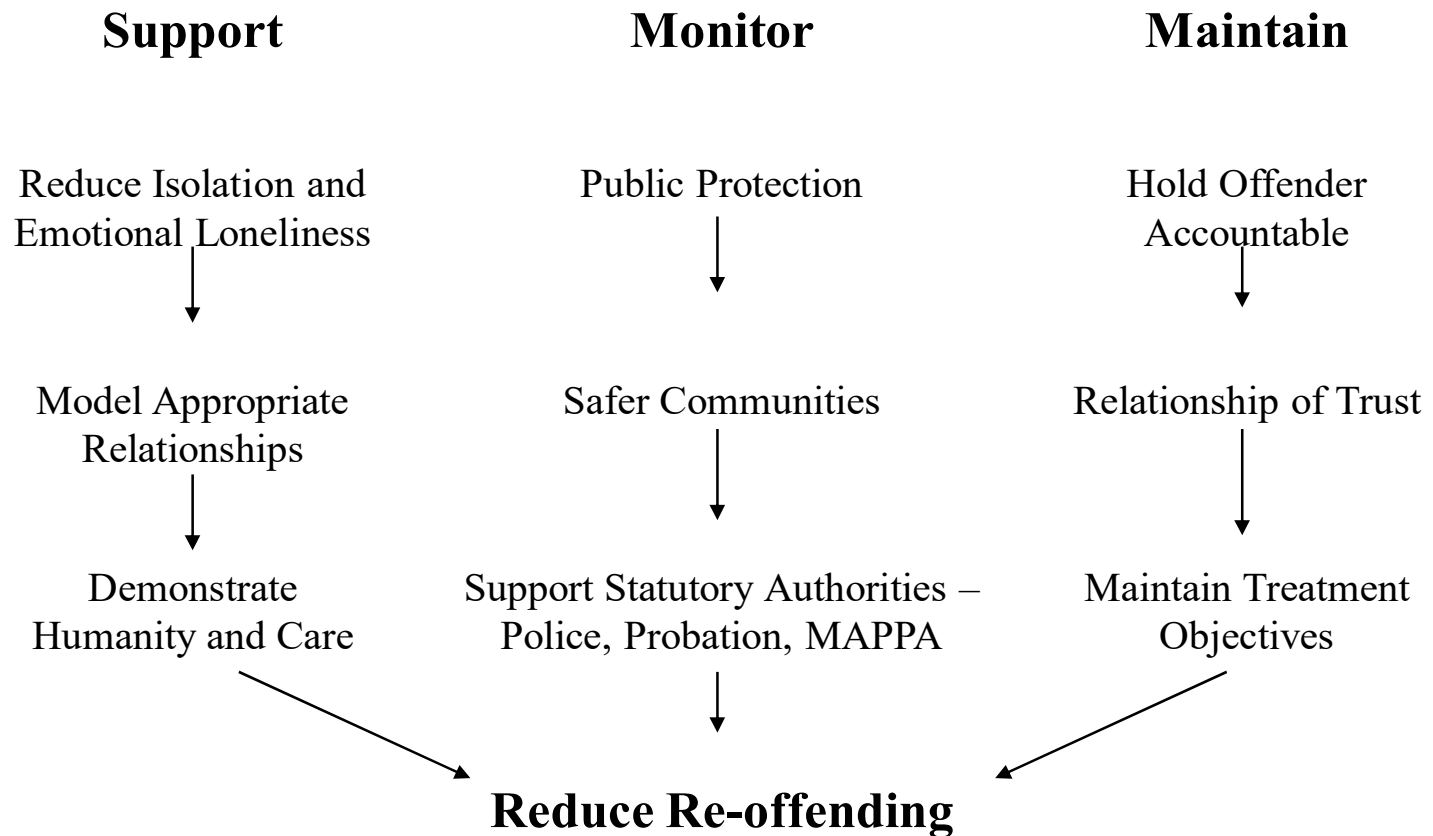 Support
Monitor
Maintain
Reduce Isolation and
Emotional Loneliness
Public Protection
Hold Offender
Accountable
Model Appropriate
Relationships
Safer Communities
Relationship of Trust
Demonstrate
Humanity and Care
Support Statutory Authorities –
Police, Probation, MAPPA
Maintain Treatment
Objectives
Reduce Re-offending